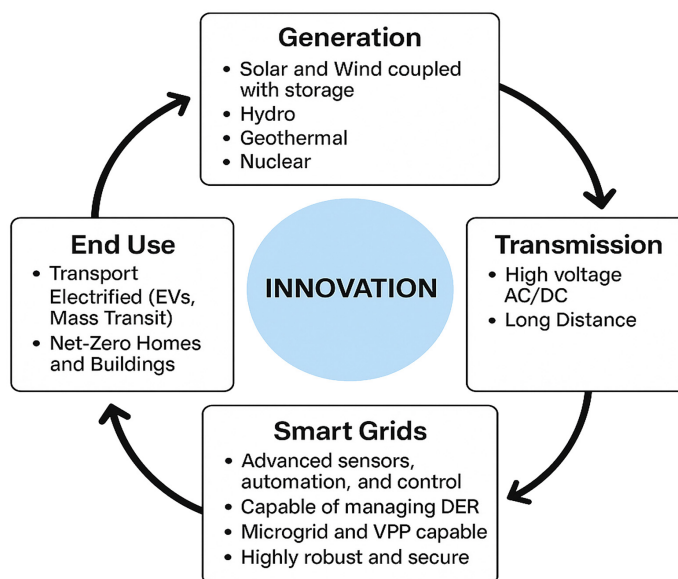 Generation
• Solar and Wind coupled
with storage
• Hydro
• Geothermal
• Nuclear
Transmission
• High voltage
AC/DC
• Long Distance
INNOVATION
End Use
• Transport
Electrified (EVs,
Mass Transit)
• Net-Zero Homes
and Buildings
Smart Grids
• Advanced sensors,
automation, and control
• Capable of managing DER
• Microgrid and VPP capable
• Highly robust and secure